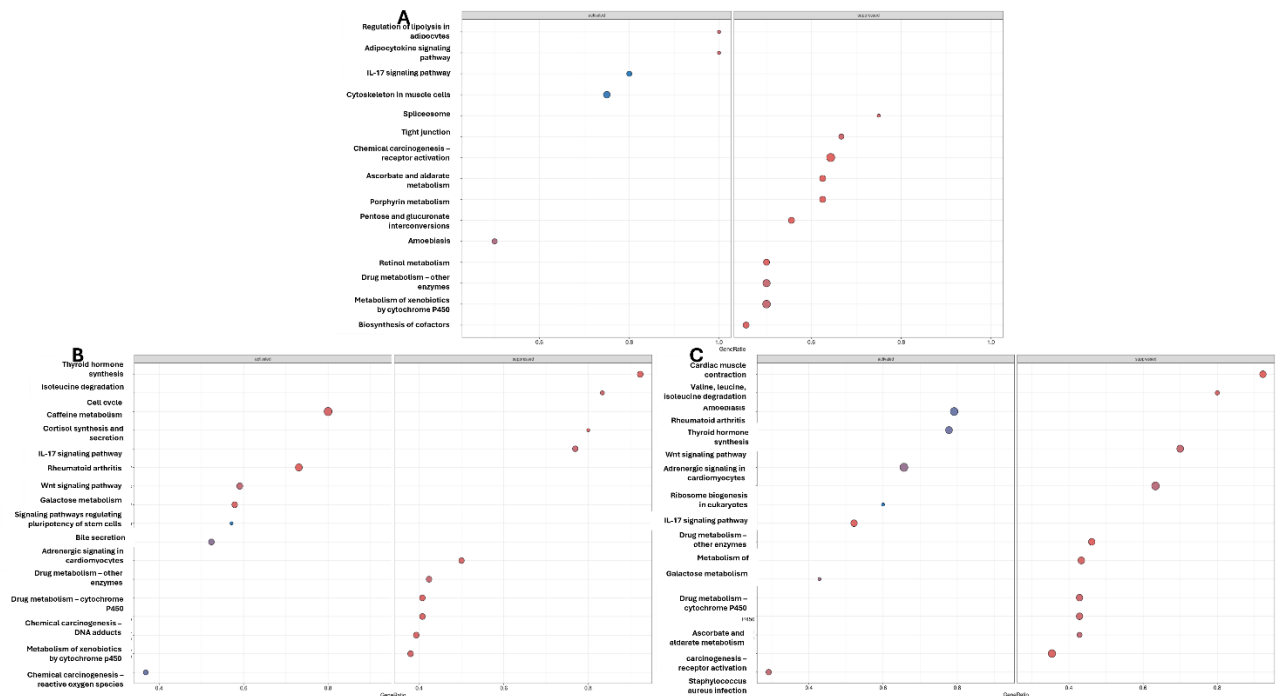 A
activated
suppressed
Regulation of lipolysis in
adipocytes
Adipocytokine signaling
pathway
IL-17 signaling pathway
Cytoskeleton in muscle cells
Spliceosome
Tight junction
Chemical carcinogenesis –
receptor activation
Ascorbate and aldarate
metabolism
Porphyrin metabolism
Pentose and glucuronate
interconversions
Amoebiasis
Retinol metabolism
Drug metabolism – other
enzymes
Metabolism of xenobiotics
by cytochrome P450
Biosynthesis of cofactors
0.6 0.8 1.0 0.6 0.8 1.0
GeneRatio
B
activated
suppressed
Thyroid hormone
synthesis
Isoleucine degradation
Cell cycle
Caffeine metabolism
Cortisol synthesis and
secretion
IL-17 signaling pathway
Rheumatoid arthritis
Wnt signaling pathway
Galactose metabolism
Signaling pathways regulating
pluripotency of stem cells
Bile secretion
Adrenergic signaling in
cardiomyocytes
Drug metabolism – other
enzymes
Drug metabolism – cytochrome
P450
Chemical carcinogenesis –
DNA adducts
Metabolism of xenobiotics
by cytochrome p450
Chemical carcinogenesis –
reactive oxygen species
0.4 0.6 0.8 0.4 0.6 0.8
GeneRatio
C
activated
suppressed
Cardiac muscle
contraction
Valine, leucine,
isoleucine degradation
Amoebiasis
Rheumatoid arthritis
Thyroid hormone
synthesis
Wnt signaling pathway
Adrenergic signaling in
cardiomyocytes
Ribosome biogenesis
in eukaryotes
IL-17 signaling pathway
Drug metabolism –
other enzymes
Metabolism of
Galactose metabolism
Drug metabolism –
cytochrome P450
P450
Ascorbate and
aldarate metabolism
carcinogenesis –
receptor activation
Staphylococcus
aureus infection
0.4 0.6 0.8 0.4 0.6 0.8
GeneRatio